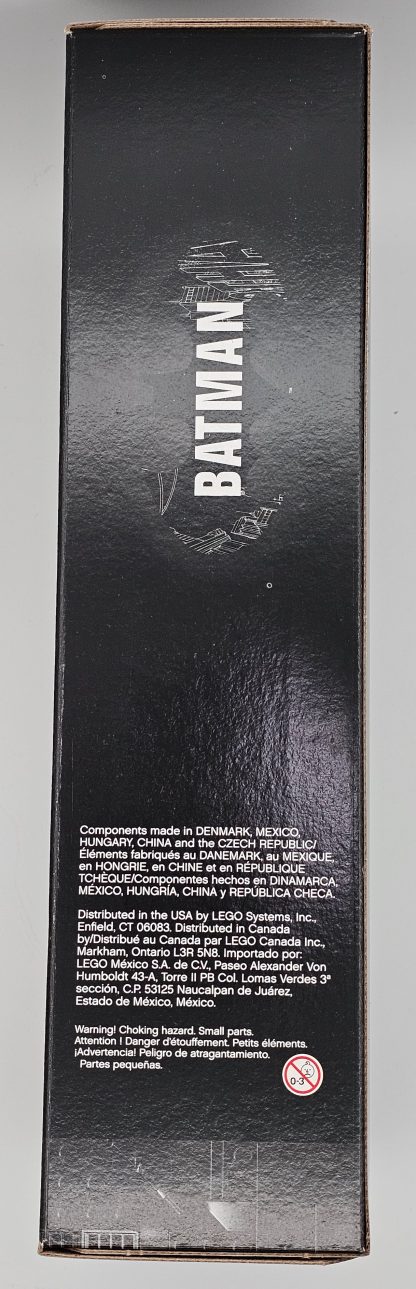 BATMAN
Components made in DENMARK, MEXICO,
HUNGARY, CHINA and the CZECH REPUBLIC/
Éléments fabriqués au DANEMARK, au MEXIQUE,
en HONGRIE, en CHINE et en RÉPUBLIQUE
TCHÈQUE/Componentes hechos en DINAMARCA,
MÉXICO, HUNGRÍA, CHINA y REPÚBLICA CHECA.
Distributed in the USA by LEGO Systems, Inc.,
Enfield, CT 06083. Distributed in Canada
by/Distribué au Canada par LEGO Canada Inc.,
Markham, Ontario L3R 5N8. Importado por:
LEGO México S.A. de C.V., Paseo Alexander Von
Humboldt 43-A, Torre II PB Col. Lomas Verdes 3ª
sección, C.P. 53125 Naucalpan de Juárez,
Estado de México, México.
Warning! Choking hazard. Small parts.
Attention ! Danger d'étouffement. Petits éléments.
¡Advertencia! Peligro de atragantamiento.
Partes pequeñas.
0-3